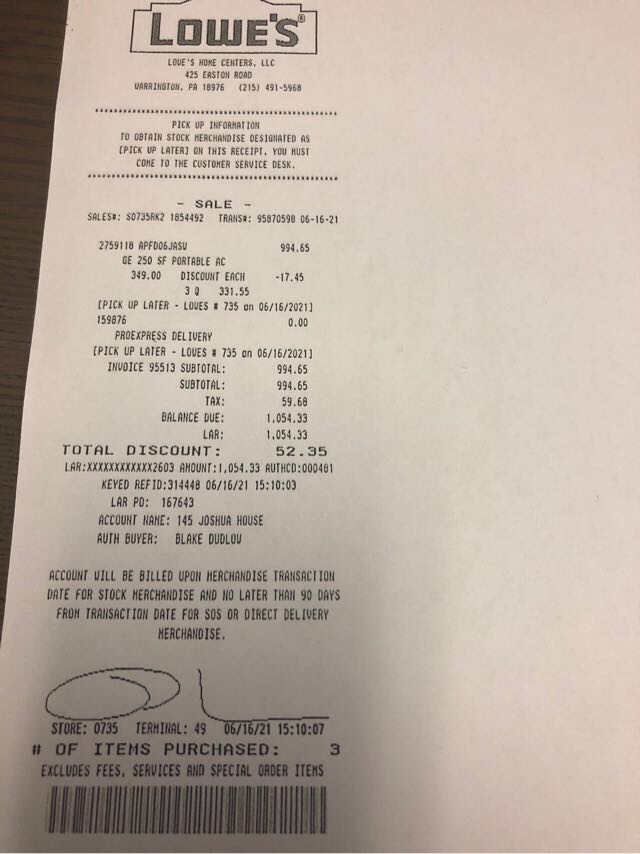 LOWE'S®
LOWE'S HOME CENTERS, LLC
425 EASTON ROAD
WARRINGTON, PA 18976 (215) 491-5968
PICK UP INFORMATION
TO OBTAIN STOCK MERCHANDISE DESIGNATED AS
[PICK UP LATER] ON THIS RECEIPT, YOU MUST
COME TO THE CUSTOMER SERVICE DESK.
- SALE -
SALES#: S0735RK2 1854492 TRANS#: 95870598 06-16-21
2759118 APFD06JASW 994.65
GE 250 SF PORTABLE AC
349.00 DISCOUNT EACH -17.45
3 @ 331.55
[PICK UP LATER - LOWES # 735 on 06/16/2021]
159876 0.00
PROEXPRESS DELIVERY
[PICK UP LATER - LOWES # 735 on 06/16/2021]
INVOICE 95513 SUBTOTAL: 994.65
SUBTOTAL: 994.65
TAX: 59.68
BALANCE DUE: 1,054.33
LAR: 1,054.33
TOTAL DISCOUNT: 52.35
LAR:XXXXXXXXXXXX2603 AMOUNT:1,054.33 AUTHCD:000481
KEYED REFID:314448 06/16/21 15:10:03
LAR PO: 167643
ACCOUNT NAME: 145 JOSHUA HOUSE
AUTH BUYER: BLAKE DUDLOW
ACCOUNT WILL BE BILLED UPON MERCHANDISE TRANSACTION
DATE FOR STOCK MERCHANDISE AND NO LATER THAN 90 DAYS
FROM TRANSACTION DATE FOR SOS OR DIRECT DELIVERY
MERCHANDISE.
STORE: 0735 TERMINAL: 49 06/16/21 15:10:07
# OF ITEMS PURCHASED: 3
EXCLUDES FEES, SERVICES AND SPECIAL ORDER ITEMS